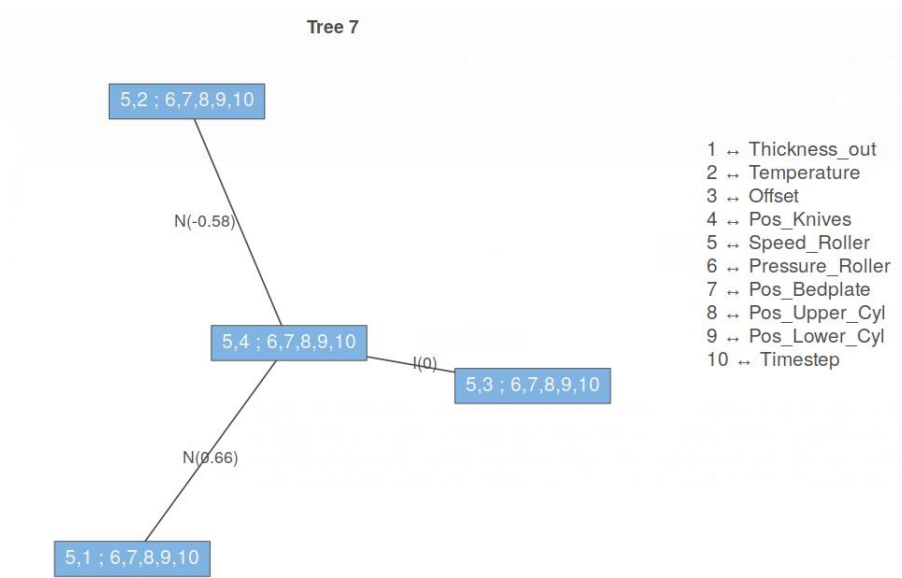 Tree 7
5,2 ; 6,7,8,9,10
N(-0.58)
5,4 ; 6,7,8,9,10
I(0)
5,3 ; 6,7,8,9,10
N(0.66)
5,1 ; 6,7,8,9,10
1 ↔ Thickness_out
2 ↔ Temperature
3 ↔ Offset
4 ↔ Pos_Knives
5 ↔ Speed_Roller
6 ↔ Pressure_Roller
7 ↔ Pos_Bedplate
8 ↔ Pos_Upper_Cyl
9 ↔ Pos_Lower_Cyl
10 ↔ Timestep